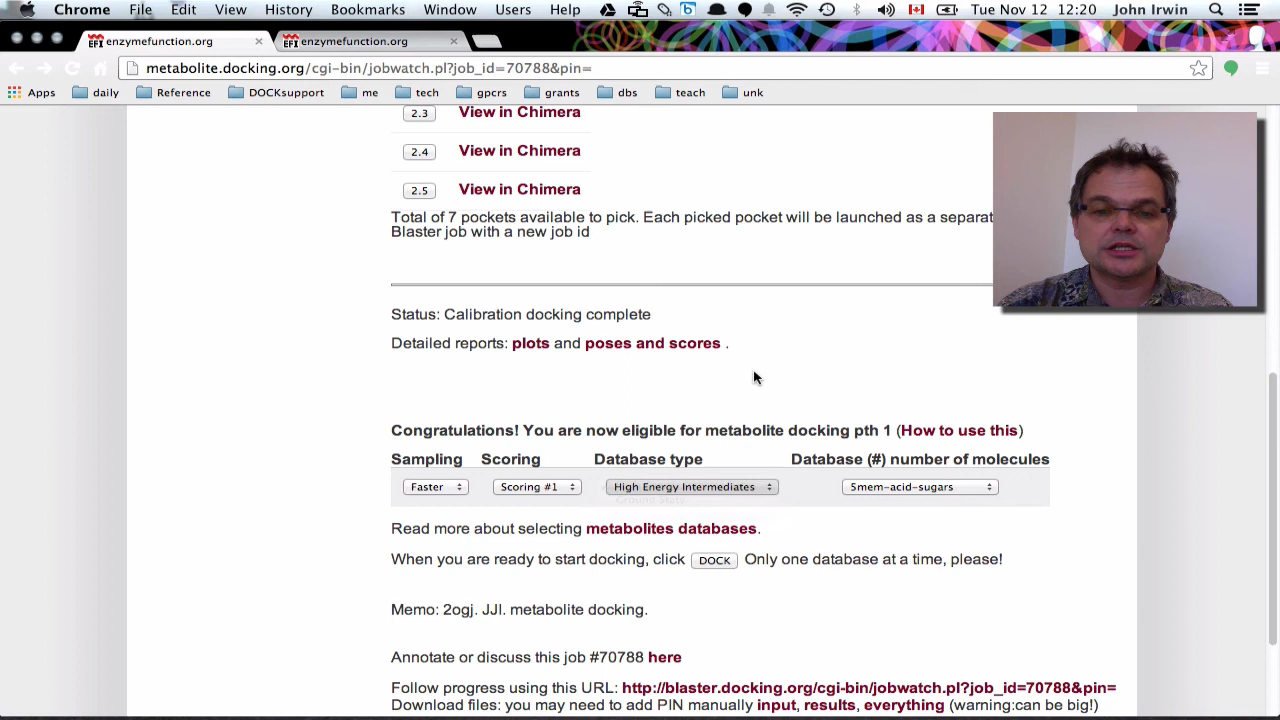 Chrome File Edit View History Bookmarks Window Users Help Tue Nov 12 12:20 John Irwin
EFI enzymefunction.org × EFI enzymefunction.org ×
metabolite.docking.org/cgi-bin/jobwatch.pl?job_id=70788&pin=
Apps daily Reference DOCKsupport me tech gpcrs grants dbs teach unk
2.3 View in Chimera
2.4 View in Chimera
2.5 View in Chimera
Total of 7 pockets available to pick. Each picked pocket will be launched as a separat
Blaster job with a new job id
Status: Calibration docking complete
Detailed reports: plots and poses and scores .
Congratulations! You are now eligible for metabolite docking pth 1 (How to use this)
Sampling Scoring Database type Database (#) number of molecules
Faster Scoring #1 High Energy Intermediates 5mem-acid-sugars
Read more about selecting metabolites databases.
When you are ready to start docking, click DOCK Only one database at a time, please!
Memo: 2ogj. JJI. metabolite docking.
Annotate or discuss this job #70788 here
Follow progress using this URL: http://blaster.docking.org/cgi-bin/jobwatch.pl?job_id=70788&pin=
Download files: you may need to add PIN manually input, results, everything (warning:can be big!)